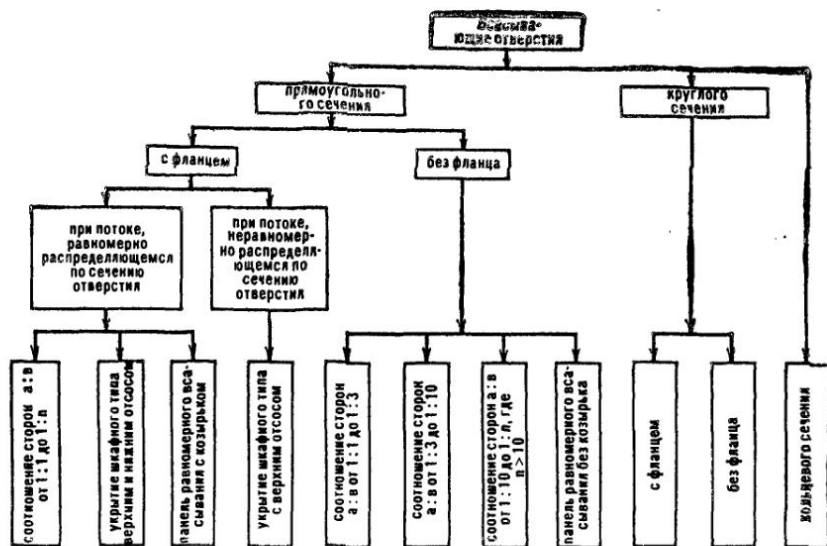 Всасыва-
ющие отверстия
прямоугольно-
го сечения
круглого
сечения
с фланцем
без фланца
при потоке,
равномерно
распределяющемся
по сечению
отверстия
при потоке,
неравномер-
но распределя-
ющемся по
сечению
отверстия
соотношение сторон а:в
от 1:1 до 1:n
укрытие шкафного типа
верхним и нижним отсосом
панель равномерного вса-
сывания с козырьком
укрытие шкафного типа
с верхним отсосом
соотношение сторон
а:в от 1:1 до 1:3
соотношение сторон
а:в от 1:3 до 1:10
соотношение сторон а:в
от 1:10 до 1:n, где
n>10
панель равномерного вса-
сывания без козырька
с фланцем
без фланца
кольцевого сечения